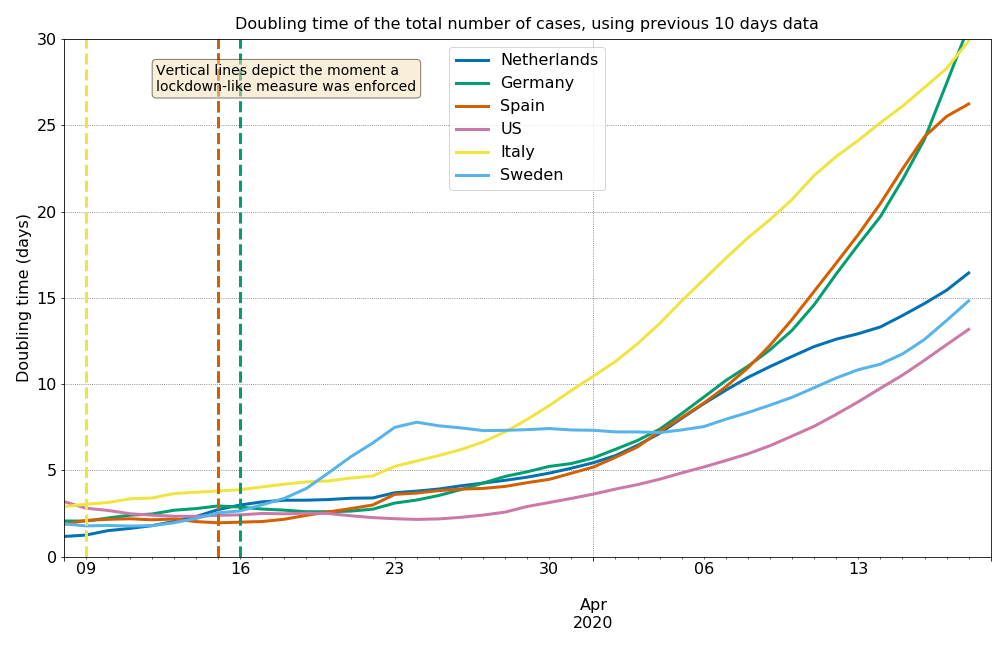 Doubling time of the total number of cases, using previous 10 days data
Doubling time (days)
30
25
20
15
10
5
0
Vertical lines depict the moment a
lockdown-like measure was enforced
Netherlands
Germany
Spain
US
Italy
Sweden
09
16
23
30
06
13
Apr
2020